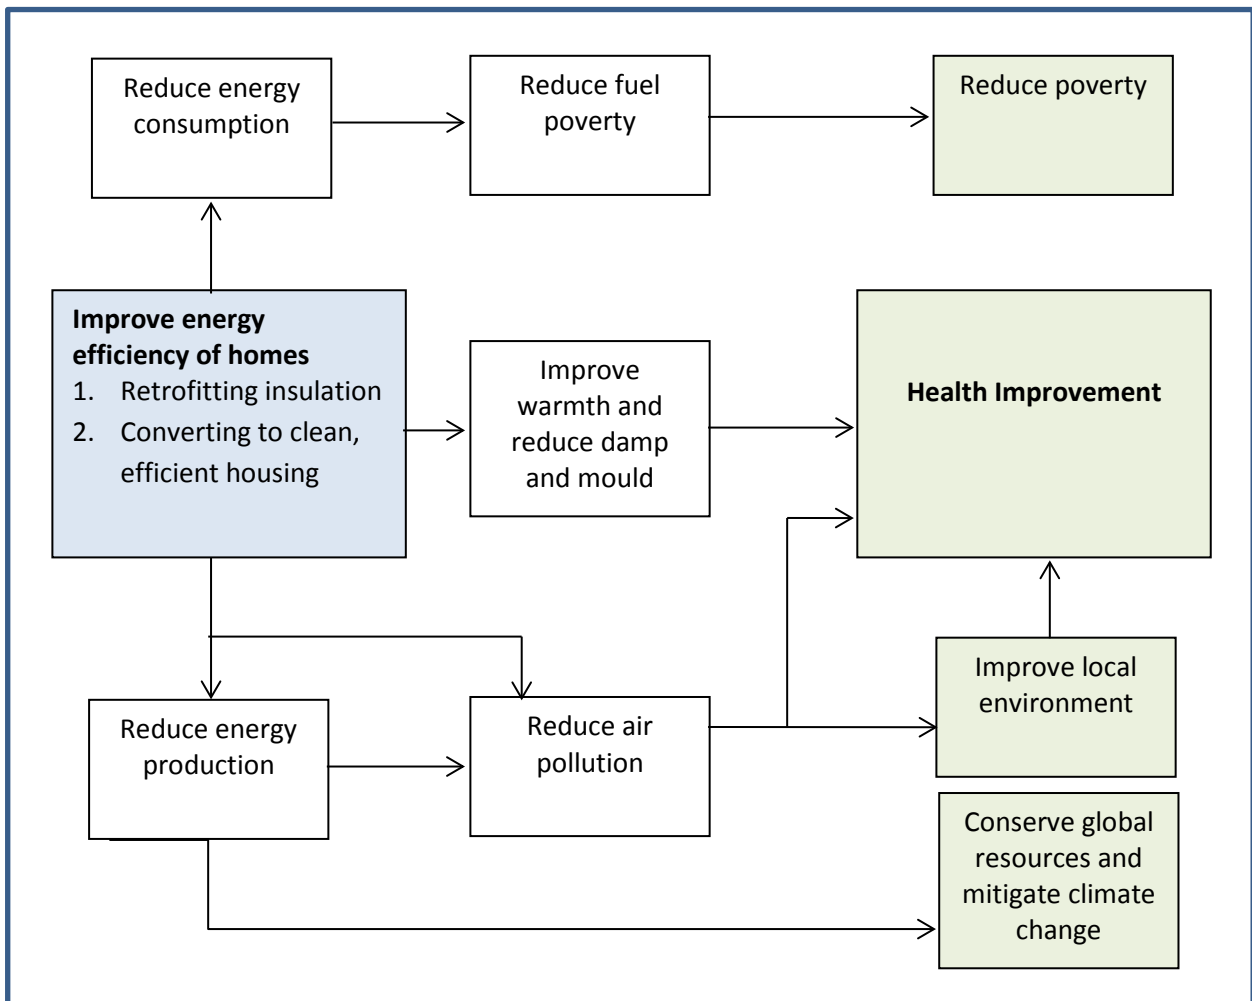 Reduce energy
consumption
Reduce fuel
poverty
Reduce poverty
Improve energy
efficiency of homes
1. Retrofitting insulation
2. Converting to clean,
efficient housing
Improve
warmth and
reduce damp
and mould
Health Improvement
Reduce energy
production
Reduce air
pollution
Improve local
environment
Conserve global
resources and
mitigate climate
change